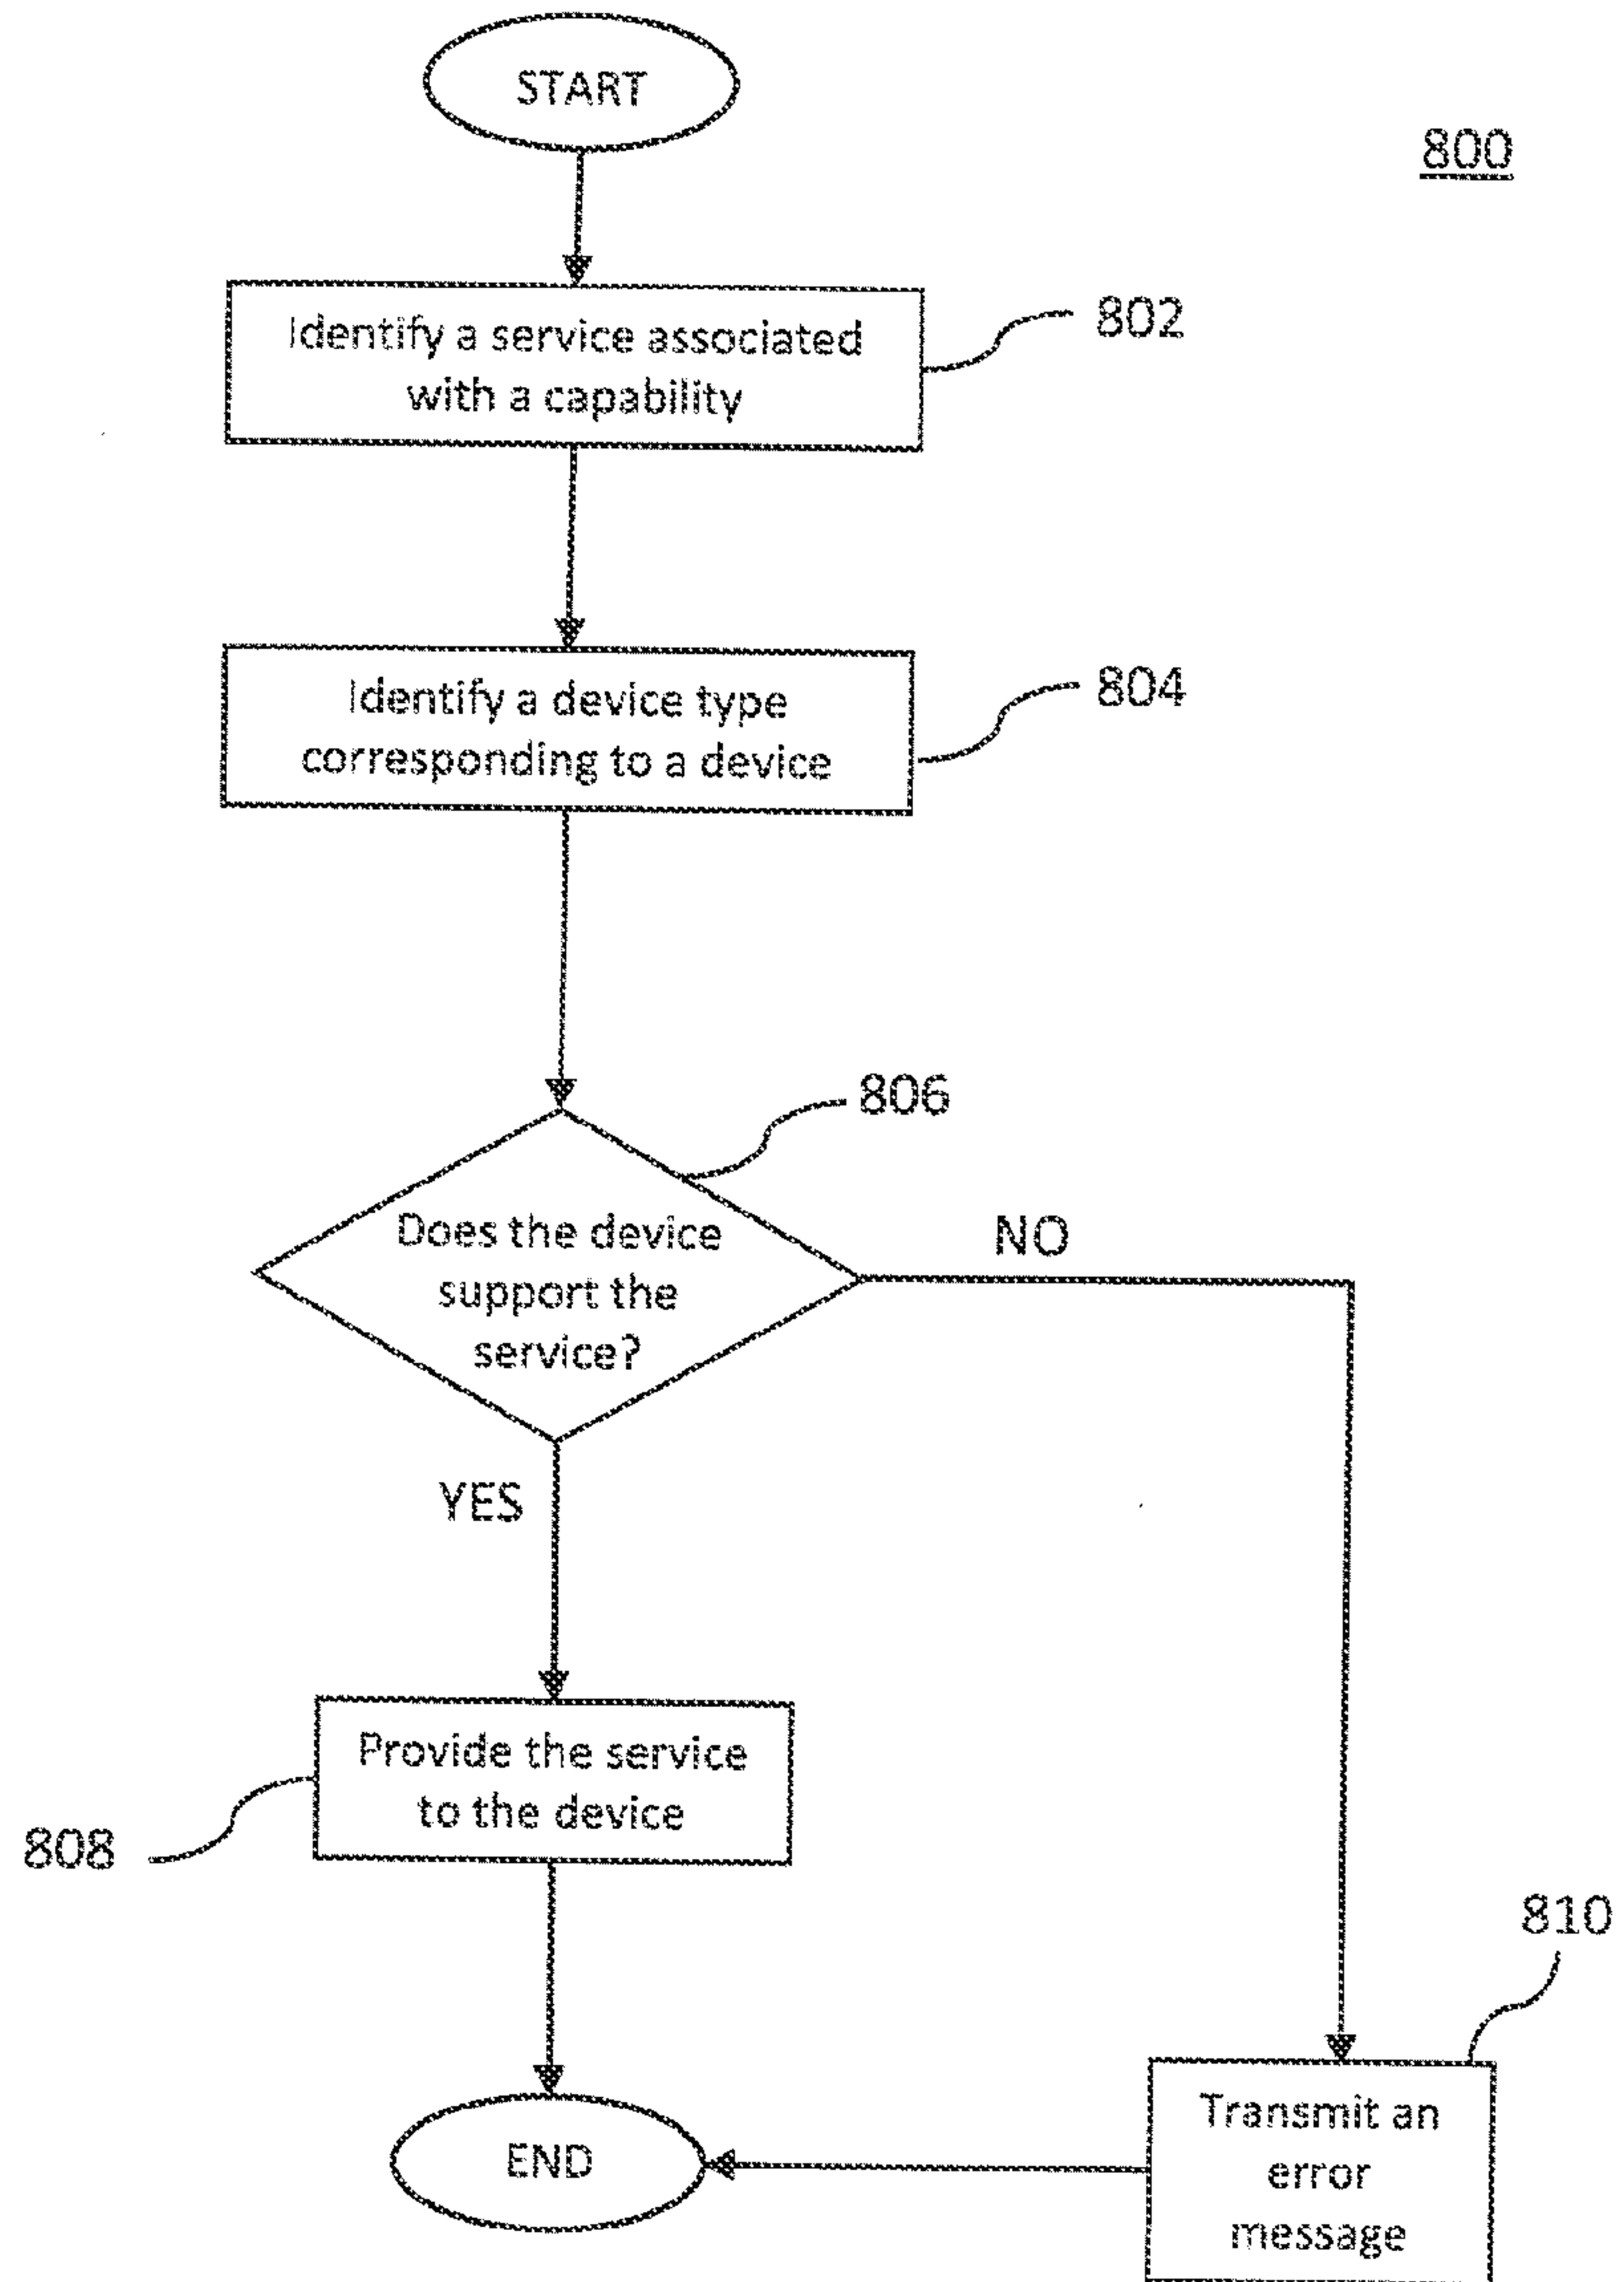 START
800
Identify a service associated
with a capability
802
Identify a device type
corresponding to a device
804
806
Does the device
support the
service?
NO
YES
Provide the service
to the device
808
810
Transmit an
error
message
END